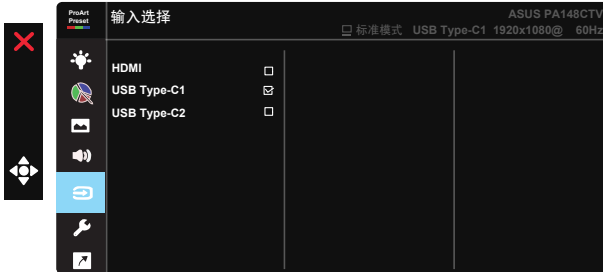 ProArt
Preset
输入选择
ASUS PA148CTV
标准模式 USB Type-C1 1920x1080@ 60Hz
HDMI
USB Type-C1
USB Type-C2